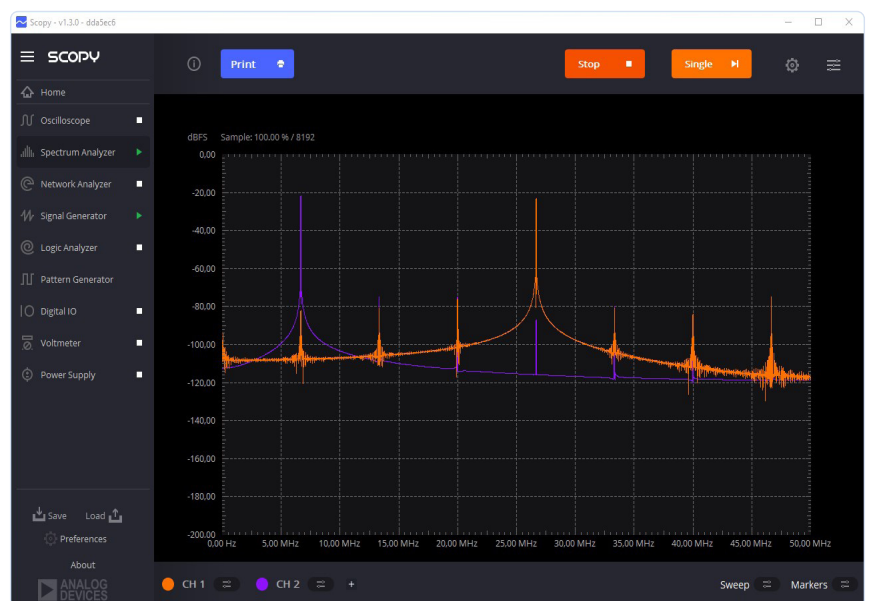 Scopy - v1.3.0 - dda5ec6
SCOPY
Print
Stop
Single
Home
Oscilloscope
Spectrum Analyzer
Network Analyzer
Signal Generator
Logic Analyzer
Pattern Generator
Digital IO
Voltmeter
Power Supply
Save Load
Preferences
About
ANALOG
DEVICES
dBFS Sample: 100.00 % / 8192
0,00
-20,00
-40,00
-60,00
-80,00
-100,00
-120,00
-140,00
-160,00
-180,00
-200,00
0,00 Hz 5,00 MHz 10,00 MHz 15,00 MHz 20,00 MHz 25,00 MHz 30,00 MHz 35,00 MHz 40,00 MHz 45,00 MHz 50,00 MHz
CH 1 CH 2 + Sweep Markers